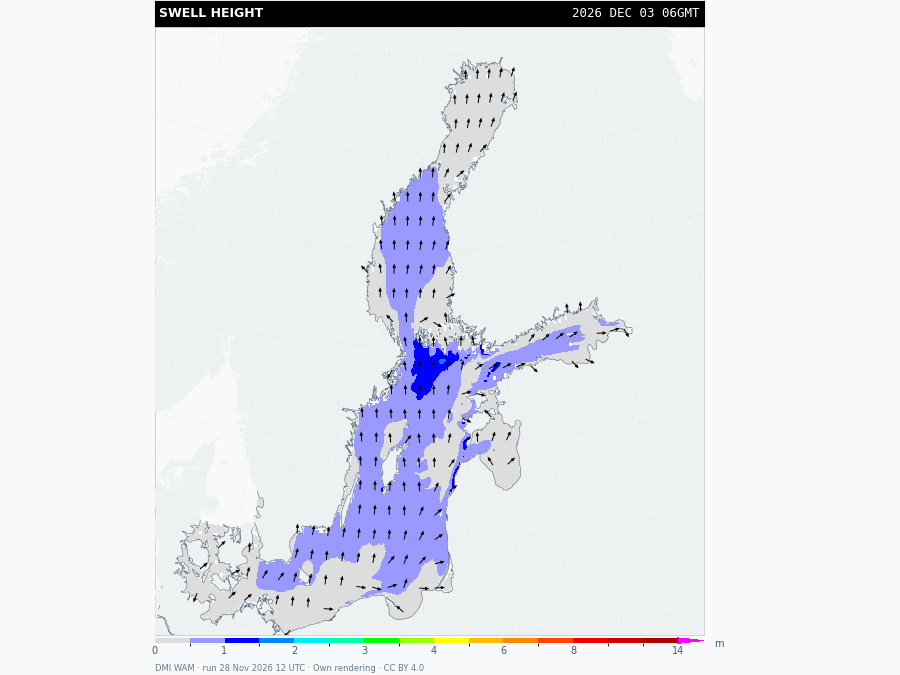 SWELL HEIGHT 2026 DEC 03 06GMT
0 1 2 3 4 6 8 14 m
DMI WAM · run 28 Nov 2026 12 UTC · Own rendering · CC BY 4.0